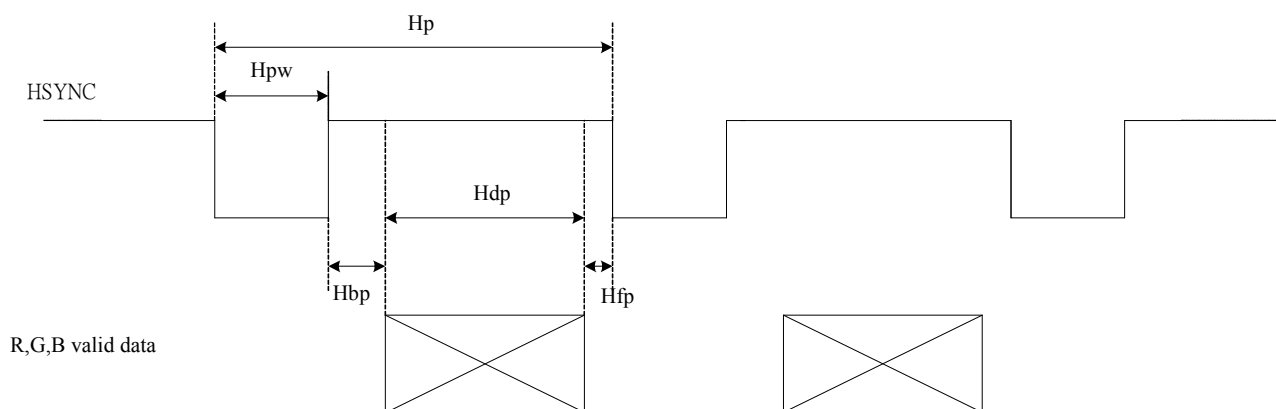 Hp
Hpw
HSYNC
Hdp
Hbp
Hfp
R,G,B valid data